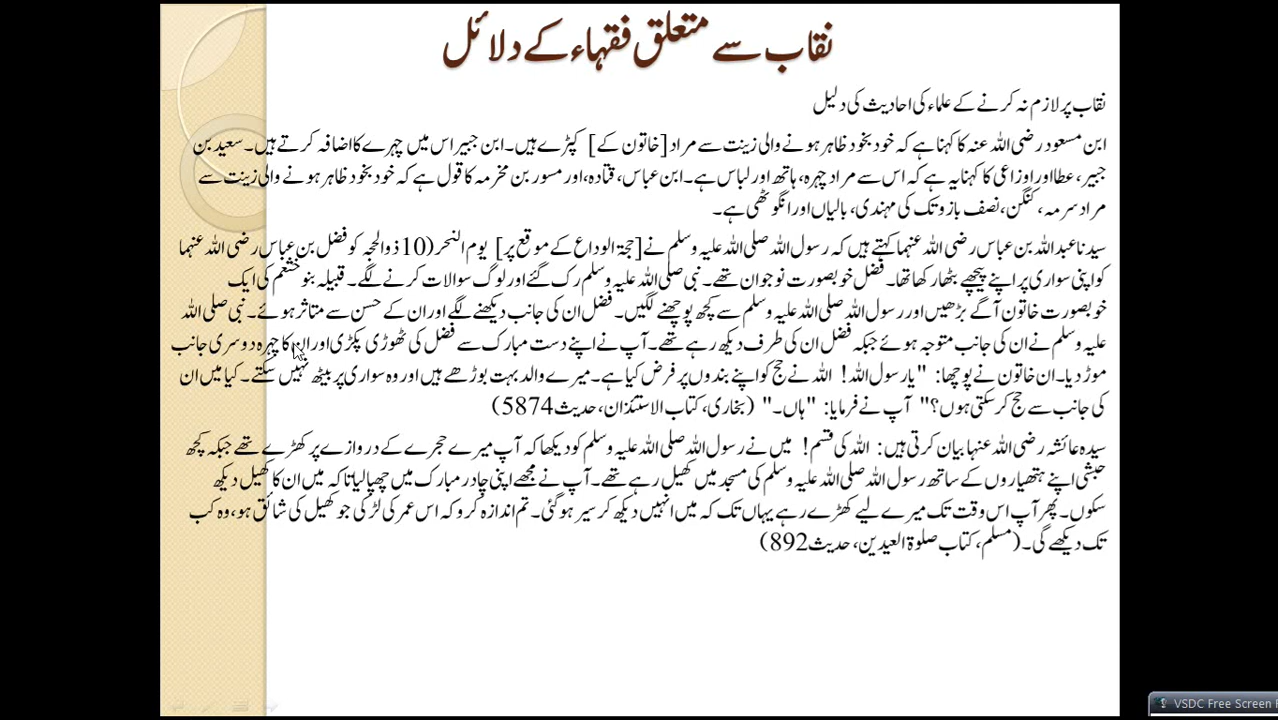 نقاب سے متعلق فقہاء کے دلائل
نقاب پر لازم نہ کرنے کے علماء کی احادیث کی دلیل
ابن مسعود رضی اللہ عنہ کا کہنا ہے کہ خود بخود ظاہر ہونے والی زینت سے مراد [خاتون کے] کپڑے ہیں۔ ابن جبیر اس میں چہرے کا اضافہ کرتے ہیں۔ سعید بن
جبیر، عطا اور اوزاعی کا کہنا یہ ہے کہ اس سے مراد چہرہ، ہاتھ اور لباس ہے۔ ابن عباس، قتادہ، اور مسور بن مخرمہ کا قول ہے کہ خود بخود ظاہر ہونے والی زینت سے
مراد سرمہ، کنگن، نصف بازو تک کی مہندی، بالیاں اور انگوٹھی ہے۔
سیدنا عبداللہ بن عباس رضی اللہ عنہما کہتے ہیں کہ رسول اللہ صلی اللہ علیہ وسلم نے [حجۃ الوداع کے موقع پر] یوم النحر (10 ذوالحجہ کو فضل بن عباس رضی اللہ عنہما
کو اپنی سواری پر اپنے پیچھے بٹھا رکھا تھا۔ فضل خوبصورت نوجوان تھے۔ نبی صلی اللہ علیہ وسلم رک گئے اور لوگ سوالات کرنے لگے۔ قبیلہ بنو خثعم کی ایک
خوبصورت خاتون آگے بڑھیں اور رسول اللہ صلی اللہ علیہ وسلم سے کچھ پوچھنے لگیں۔ فضل ان کی جانب دیکھنے لگے اور ان کے حسن سے متاثر ہوئے۔ نبی صلی اللہ
علیہ وسلم نے ان کی جانب متوجہ ہوئے جبکہ فضل ان کی طرف دیکھ رہے تھے۔ آپ نے اپنے دست مبارک سے فضل کی ٹھوڑی پکڑی اور ان کا چہرہ دوسری جانب
موڑ دیا۔ ان خاتون نے پوچھا: "یا رسول اللہ! اللہ نے حج کو اپنے بندوں پر فرض کیا ہے۔ میرے والد بہت بوڑھے ہیں اور وہ سواری پر بیٹھ نہیں سکتے۔ کیا میں ان
کی جانب سے حج کر سکتی ہوں؟" آپ نے فرمایا: "ہاں۔" (بخاری، کتاب الاستئذان، حدیث 5874)
سیدہ عائشہ رضی اللہ عنہا بیان کرتی ہیں: اللہ کی قسم! میں نے رسول اللہ صلی اللہ علیہ وسلم کو دیکھا کہ آپ میرے حجرے کے دروازے پر کھڑے تھے جبکہ کچھ
حبشی اپنے ہتھیاروں کے ساتھ رسول اللہ صلی اللہ علیہ وسلم کی مسجد میں کھیل رہے تھے۔ آپ نے مجھے اپنی چادر مبارک میں چھپا لیا تاکہ میں ان کا کھیل دیکھ
سکوں۔ پھر آپ اس وقت تک میرے لیے کھڑے رہے یہاں تک کہ میں انہیں دیکھ کر سیر ہو گئی۔ تم اندازہ کرو کہ اس عمر کی لڑکی جو کھیل کی شائق ہو، وہ کب
تک دیکھے گی۔ (مسلم، کتاب صلوۃ العیدین، حدیث 892)
VSDC Free Screen